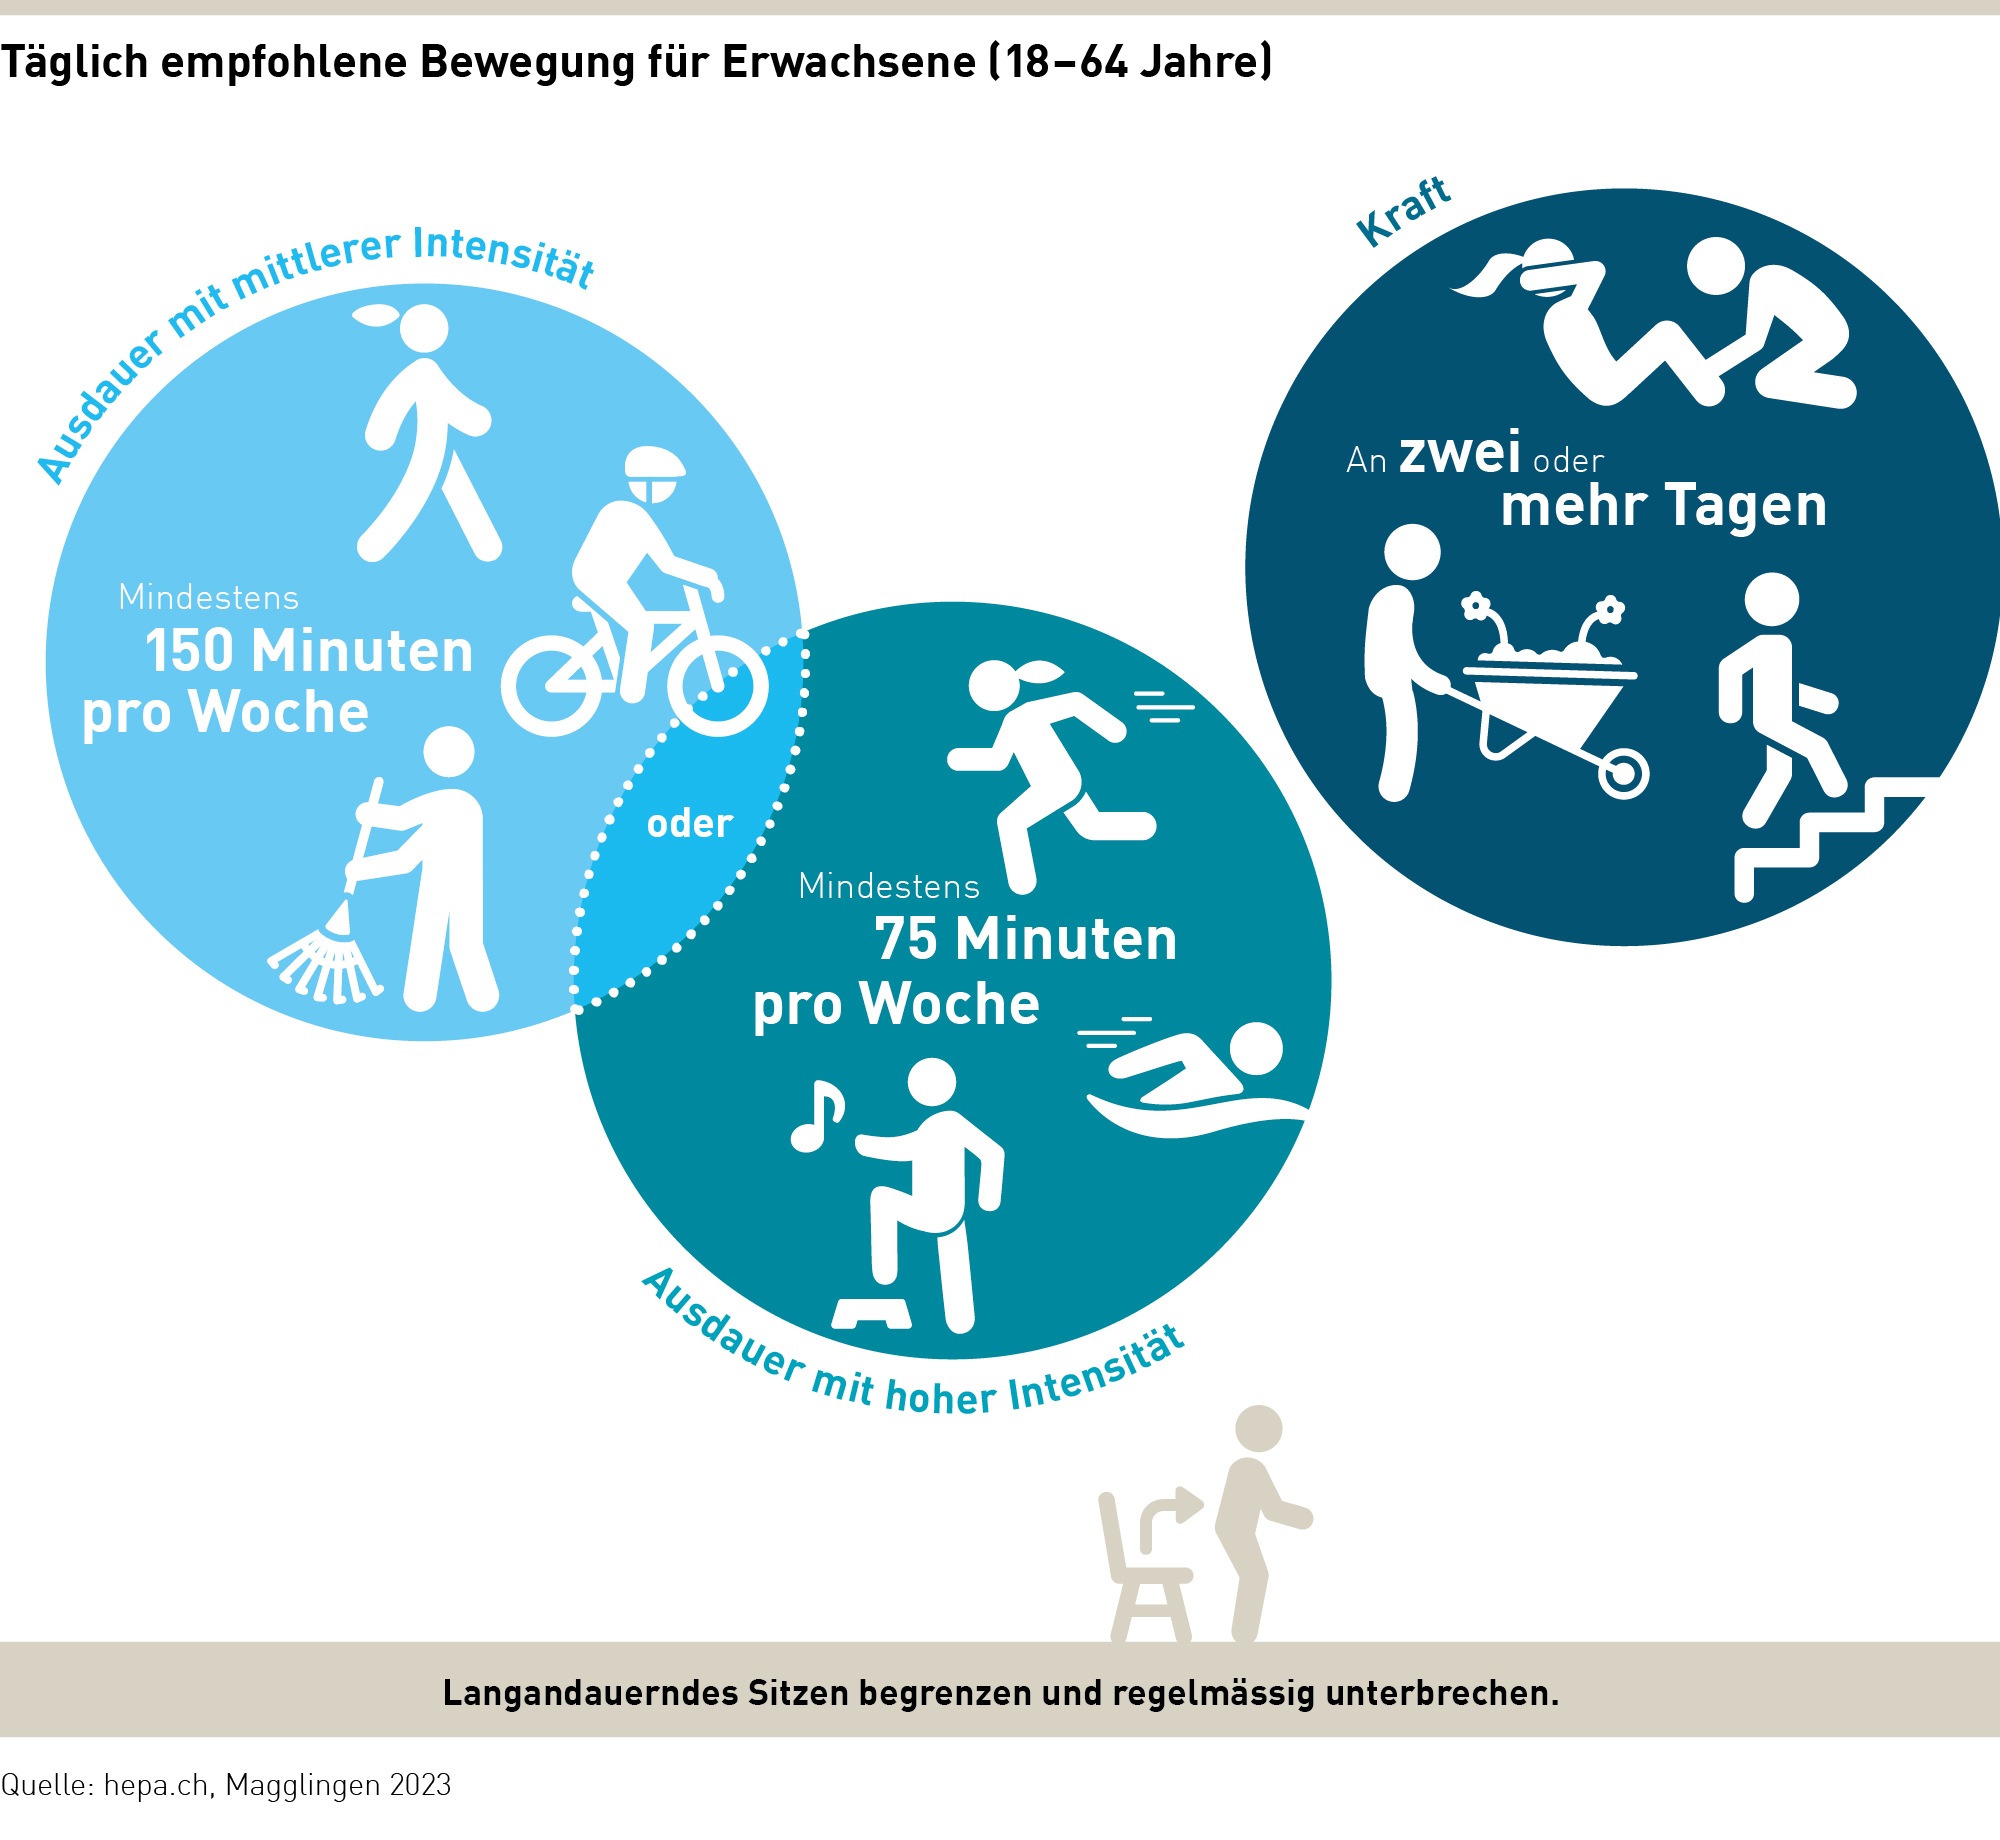 Täglich empfohlene Bewegung für Erwachsene (18–64 Jahre)
Ausdauer mit mittlerer Intensität
Mindestens
150 Minuten
pro Woche
oder
Mindestens
75 Minuten
pro Woche
Ausdauer mit hoher Intensität
Kraft
An zwei oder
mehr Tagen
Langandauerndes Sitzen begrenzen und regelmässig unterbrechen.
Quelle: hepa.ch, Magglingen 2023